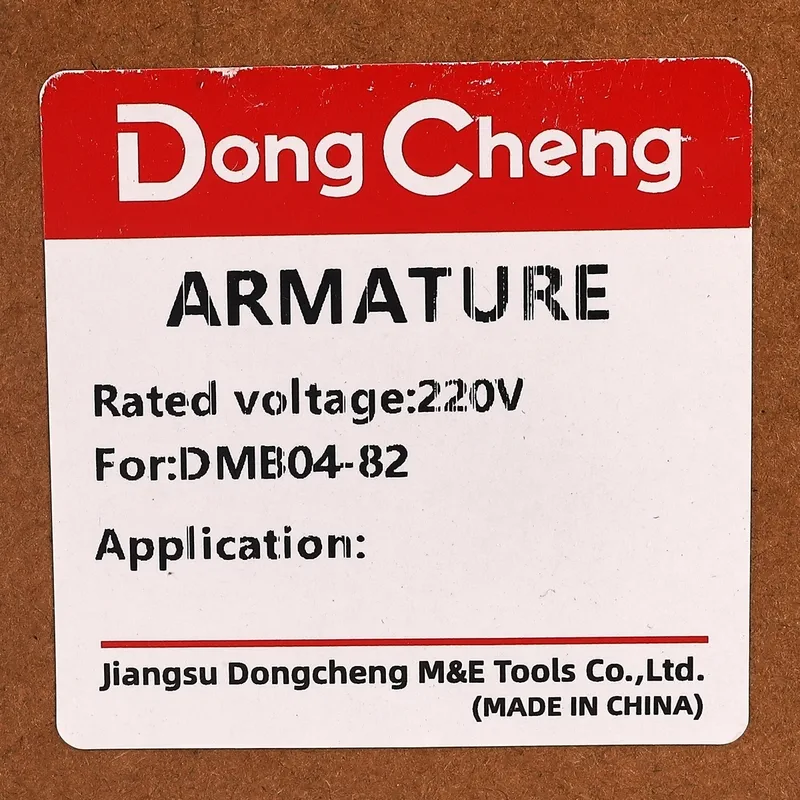 DongCheng
ARMATURE
Rated voltage:220V
For:DMB04-82
Application:
Jiangsu Dongcheng M&E Tools Co.,Ltd.
(MADE IN CHINA)